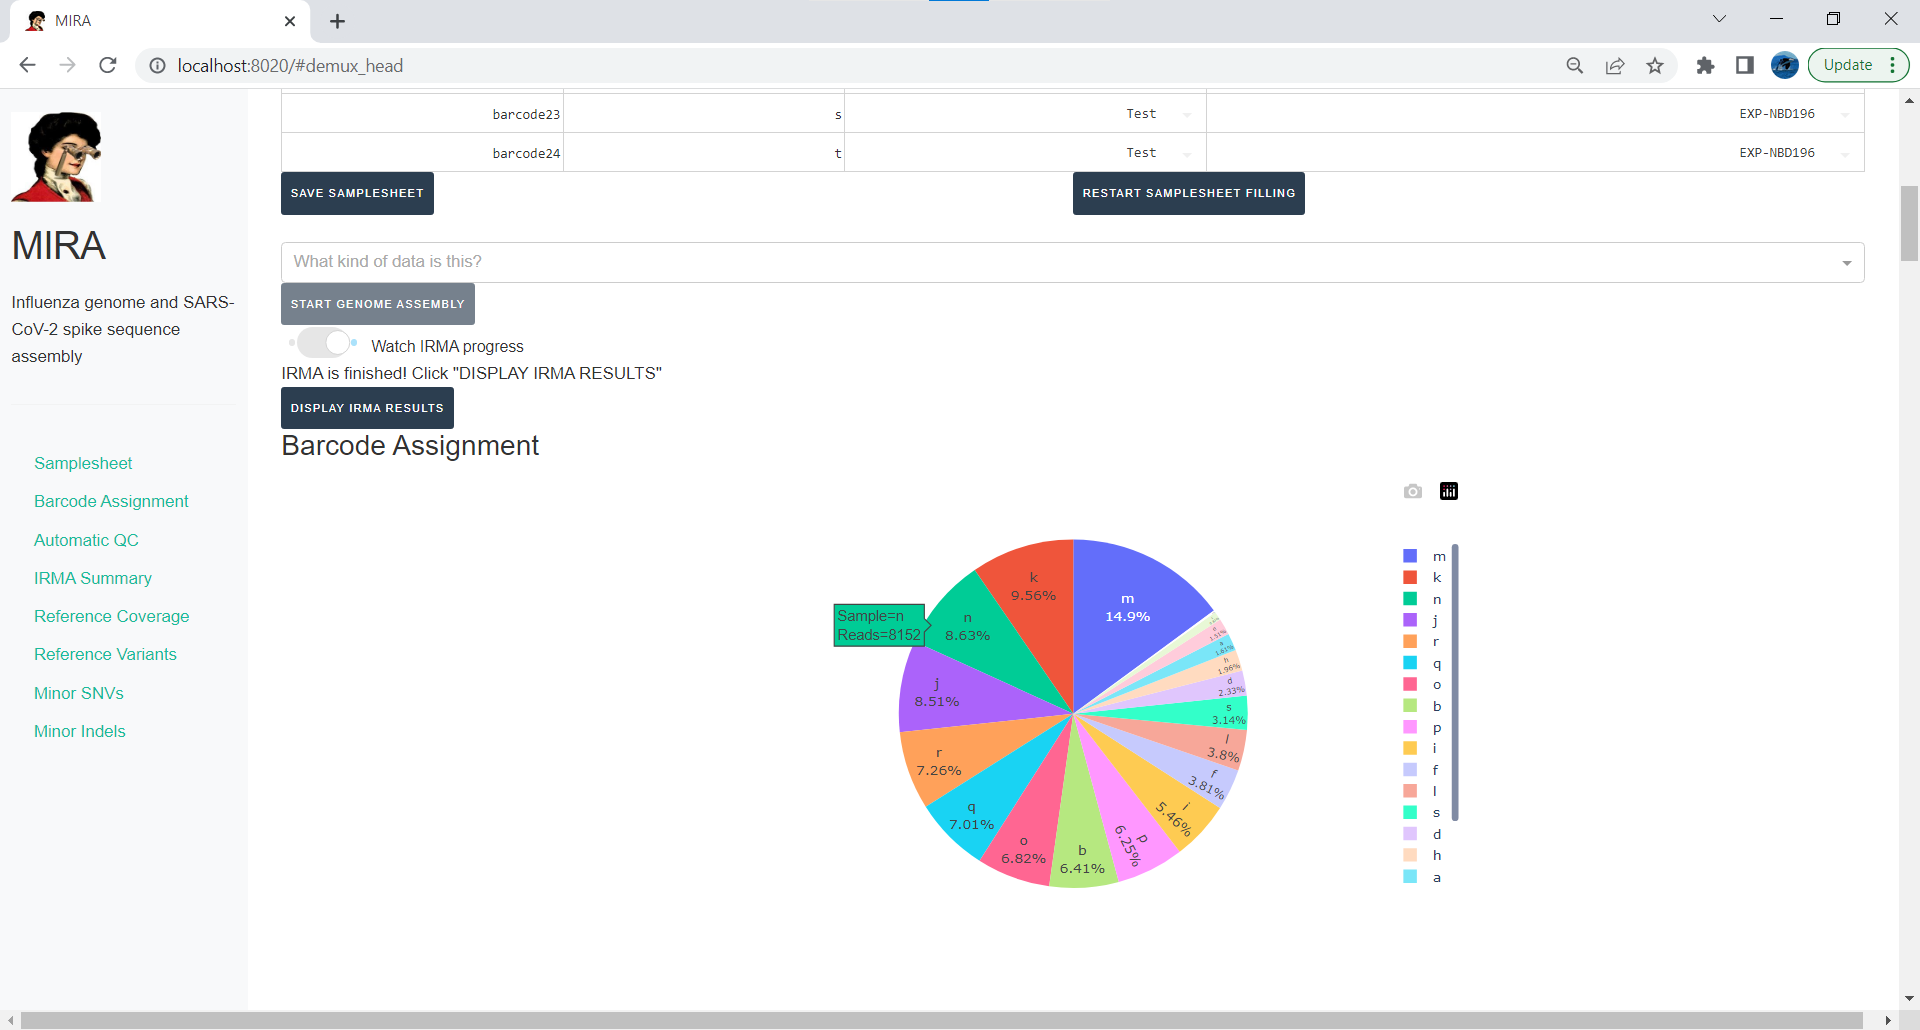 MIRA
localhost:8020/#demux_head
Update
barcode23 s Test EXP-NBD196
barcode24 t Test EXP-NBD196
SAVE SAMPLESHEET
RESTART SAMPLESHEET FILLING
MIRA
Influenza genome and SARS-
CoV-2 spike sequence
assembly
Samplesheet
Barcode Assignment
Automatic QC
IRMA Summary
Reference Coverage
Reference Variants
Minor SNVs
Minor Indels
What kind of data is this?
START GENOME ASSEMBLY
Watch IRMA progress
IRMA is finished! Click "DISPLAY IRMA RESULTS"
DISPLAY IRMA RESULTS
Barcode Assignment
Sample=n
Reads=8152
m
14.9%
k
9.56%
n
8.63%
j
8.51%
r
7.26%
q
7.01%
o
6.82%
b
6.41%
p
6.25%
i
5.46%
f
3.81%
l
3.8%
s
3.14%
d
2.33%
h
1.96%
a
1.61%
1.51%
m
k
n
j
r
q
o
b
p
i
f
l
s
d
h
a